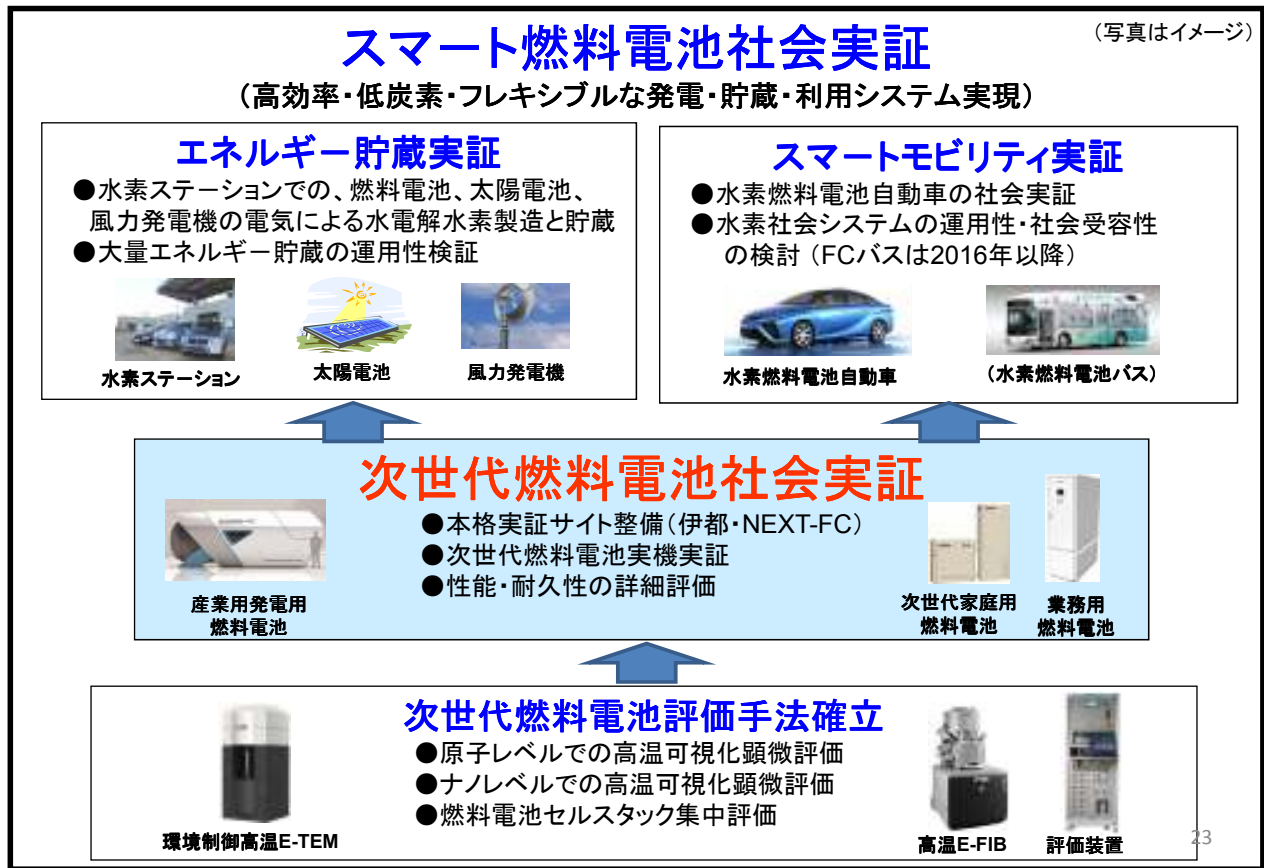 (写真はイメージ)
スマート燃料電池社会実証
(高効率・低炭素・フレキシブルな発電・貯蔵・利用システム実現)
エネルギー貯蔵実証
●水素ステーションでの、燃料電池、太陽電池、
風力発電機の電気による水電解水素製造と貯蔵
●大量エネルギー貯蔵の運用性検証
水素ステーション
太陽電池
風力発電機
スマートモビリティ実証
●水素燃料電池自動車の社会実証
●水素社会システムの運用性・社会受容性
の検討(FCバスは2016年以降)
水素燃料電池自動車
(水素燃料電池バス)
次世代燃料電池社会実証
●本格実証サイト整備(伊都・NEXT-FC)
●次世代燃料電池実機実証
●性能・耐久性の詳細評価
産業用発電用
燃料電池
次世代家庭用
燃料電池
業務用
燃料電池
次世代燃料電池評価手法確立
●原子レベルでの高温可視化顕微評価
●ナノレベルでの高温可視化顕微評価
●燃料電池セルスタック集中評価
環境制御高温E-TEM
高温E-FIB
評価装置
23